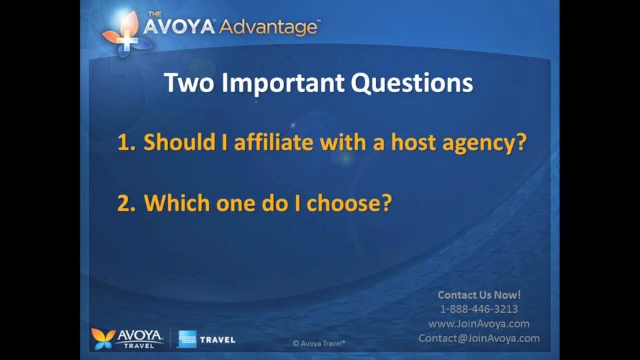 THE
AVOYA® Advantage™
Two Important Questions
1. Should I affiliate with a host agency?
2. Which one do I choose?
Contact Us Now!
1-888-446-3213
www.JoinAvoya.com
Contact@JoinAvoya.com
AVOYA®
TRAVEL
TRAVEL
© Avoya Travel®